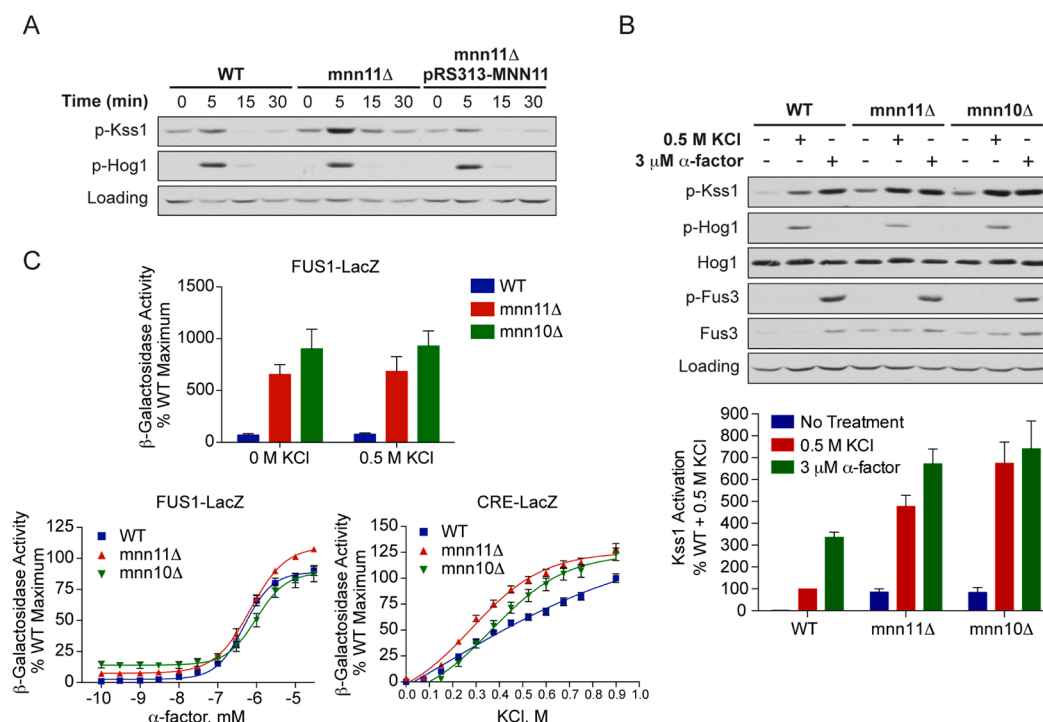 A
WT
mnn11Δ
mnn11Δ
pRS313-MNN11
Time (min) 0 5 15 30 0 5 15 30 0 5 15 30
p-Kss1
p-Hog1
Loading
B
WT mnn11Δ mnn10Δ
0.5 M KCl - + - - + - - + -
3 μM α-factor - - + - - + - - +
p-Kss1
p-Hog1
Hog1
p-Fus3
Fus3
Loading
Kss1 Activation
% WT + 0.5 M KCl
900
800
700
600
500
400
300
200
100
0
No Treatment
0.5 M KCl
3 μM α-factor
WT mnn11Δ mnn10Δ
C
FUS1-LacZ
β-Galactosidase Activity
% WT Maximum
1500
1000
500
0
WT
mnn11Δ
mnn10Δ
0 M KCl 0.5 M KCl
FUS1-LacZ
β-Galactosidase Activity
% WT Maximum
125
100
75
50
25
0
WT
mnn11Δ
mnn10Δ
-10 -9 -8 -7 -6 -5
α-factor, mM
CRE-LacZ
β-Galactosidase Activity
% WT Maximum
150
125
100
75
50
25
0
WT
mnn11Δ
mnn10Δ
0.0 0.1 0.2 0.3 0.4 0.5 0.6 0.7 0.8 0.9 1.0
KCl, M